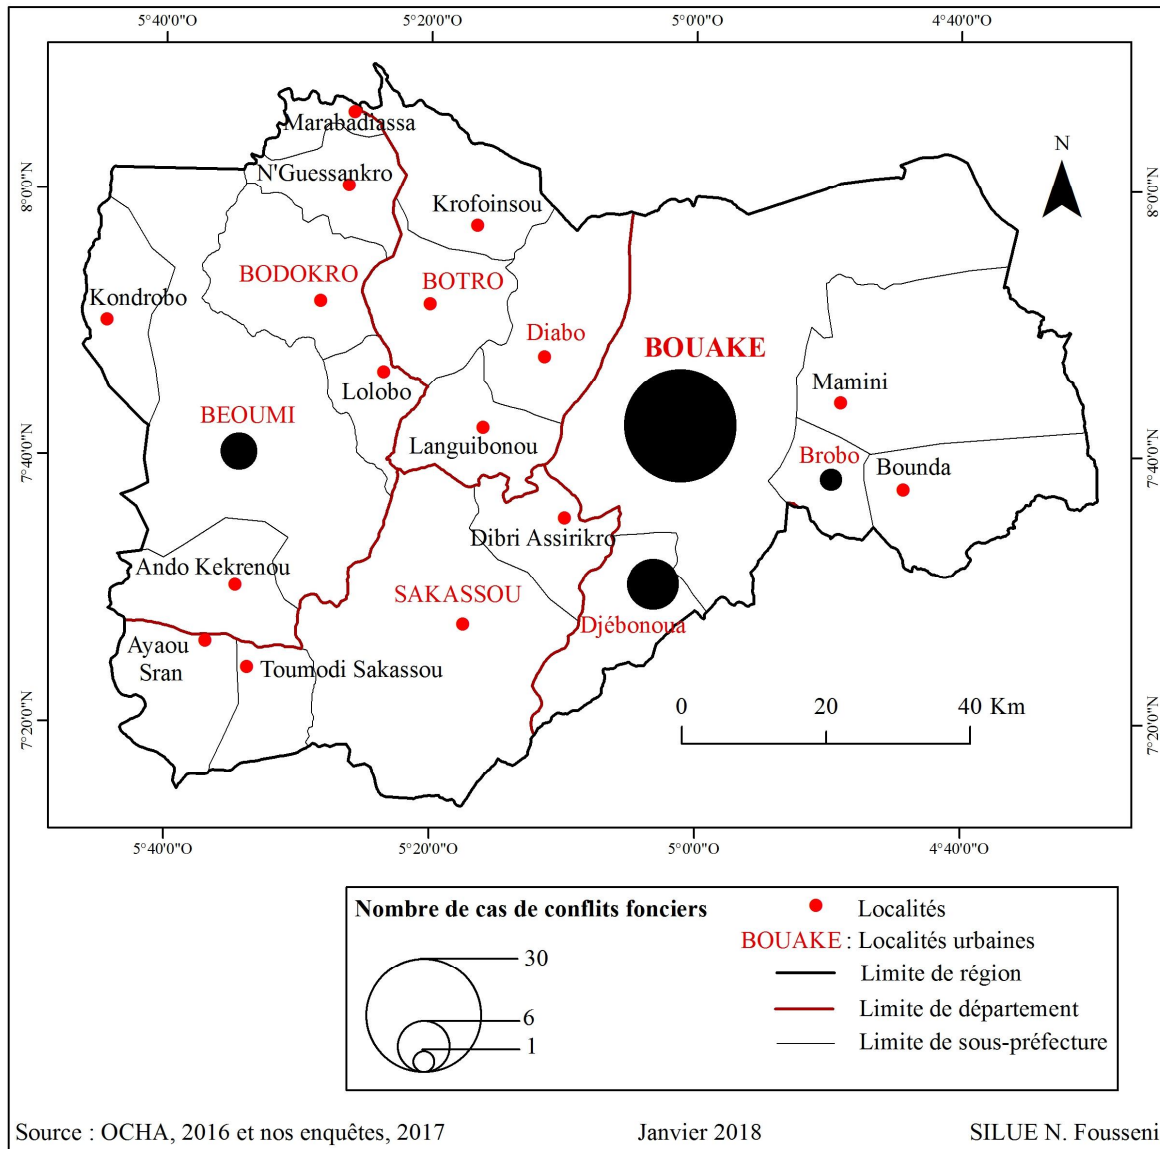 5°40'0"O
5°20'0"O
5°00'0"O
4°40'0"O
8°0'0"N
8°0'0"N
7°40'0"N
7°40'0"N
7°20'0"N
7°20'0"N
N
Marabadiassa
N'Guessankro
Krofoinsou
BODOKRO
BOTRO
Kondrobo
Diabo
BOUAKE
Lolobo
Mamini
BEOUMI
Languibonou
Brobo
Bounda
Dibri Assirikro
Ando Kekrenou
SAKASSOU
Djébonoua
Ayaou
Sran
Toumodi Sakassou
0 20 40 Km
5°40'0"O
5°20'0"O
5°0'0"O
4°40'0"O
Nombre de cas de conflits fonciers
30
6
1
Localités
BOUAKE : Localités urbaines
Limite de région
Limite de département
Limite de sous-préfecture
Source : OCHA, 2016 et nos enquêtes, 2017
Janvier 2018
SILUE N. Fousseni